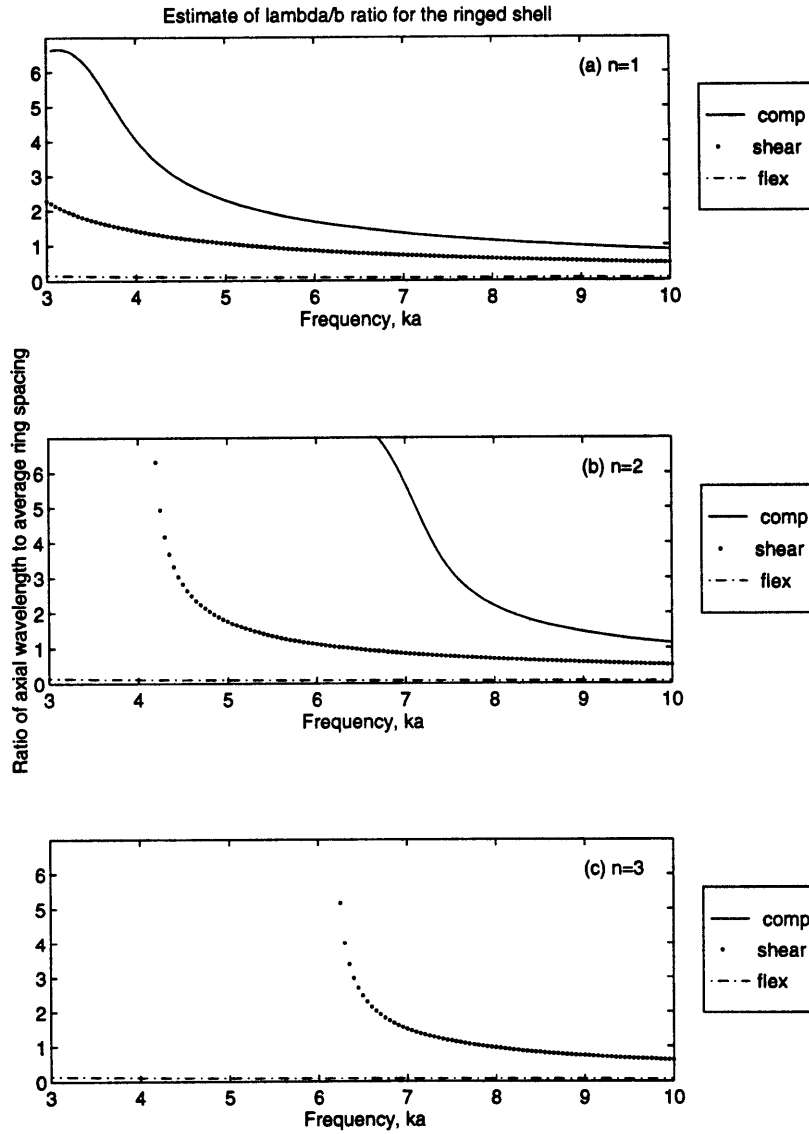 Estimate of lambda/b ratio for the ringed shell
(a) n=1
6
5
4
3
2
1
0
3 4 5 6 7 8 9 10
Frequency, ka
comp
shear
flex
Ratio of axial wavelength to average ring spacing
(b) n=2
6
5
4
3
2
1
0
3 4 5 6 7 8 9 10
Frequency, ka
comp
shear
flex
(c) n=3
6
5
4
3
2
1
0
3 4 5 6 7 8 9 10
Frequency, ka
comp
shear
flex